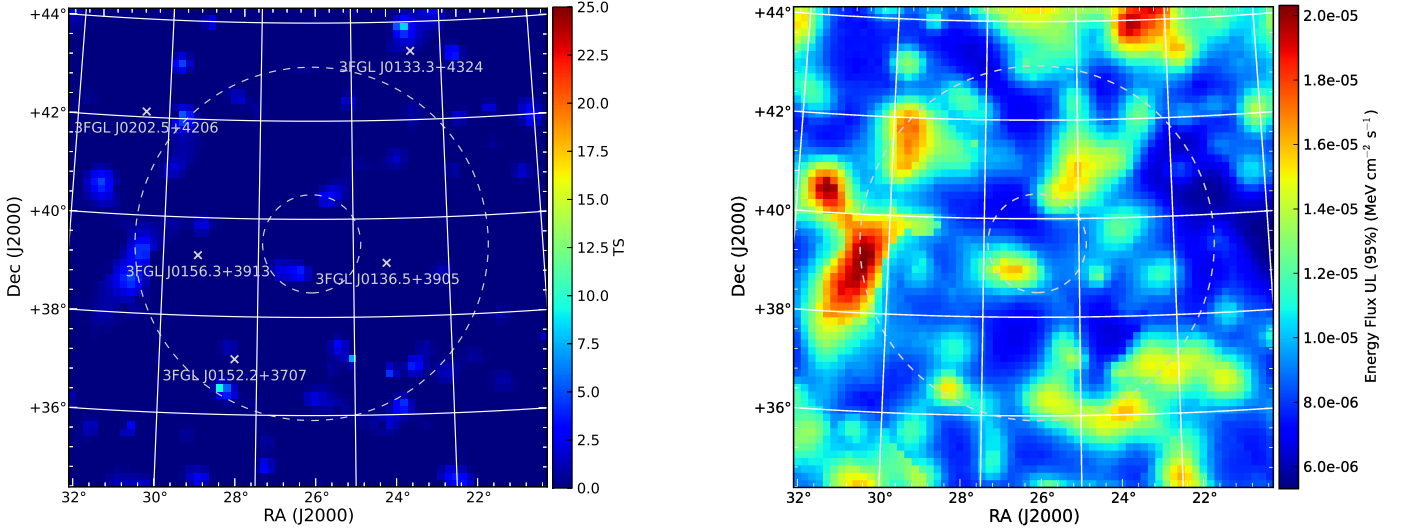 +44°
+42°
+40°
+38°
+36°
Dec (J2000)
32
30
28
26
24
22
RA (J2000)
3FGL J0133.3+4324
3FGL J0202.5+4206
3FGL J0156.3+3913
3FGL J0136.5+3905
3FGL J0152.2+3707
25.0
22.5
20.0
17.5
15.0
12.5
10.0
7.5
5.0
2.5
0.0
TS
+44°
+42°
+40°
+38°
+36°
Dec (J2000)
32°
30°
28°
26°
24°
22°
RA (J2000)
2.0e-05
1.8e-05
1.6e-05
1.4e-05
1.2e-05
1.0e-05
8.0e-06
6.0e-06
Energy Flux UL (95%) (MeV cm⁻² s⁻¹)